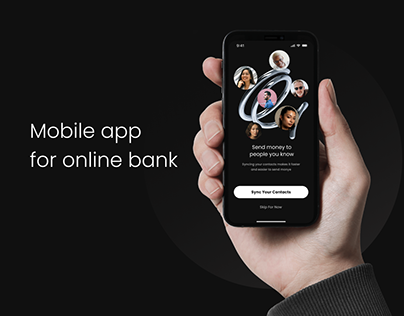 Mobile app
for online bank
9:41
Send money to
people you know
Syncing your contacts makes it faster
and easier to send money
Sync Your Contacts
Skip For Now